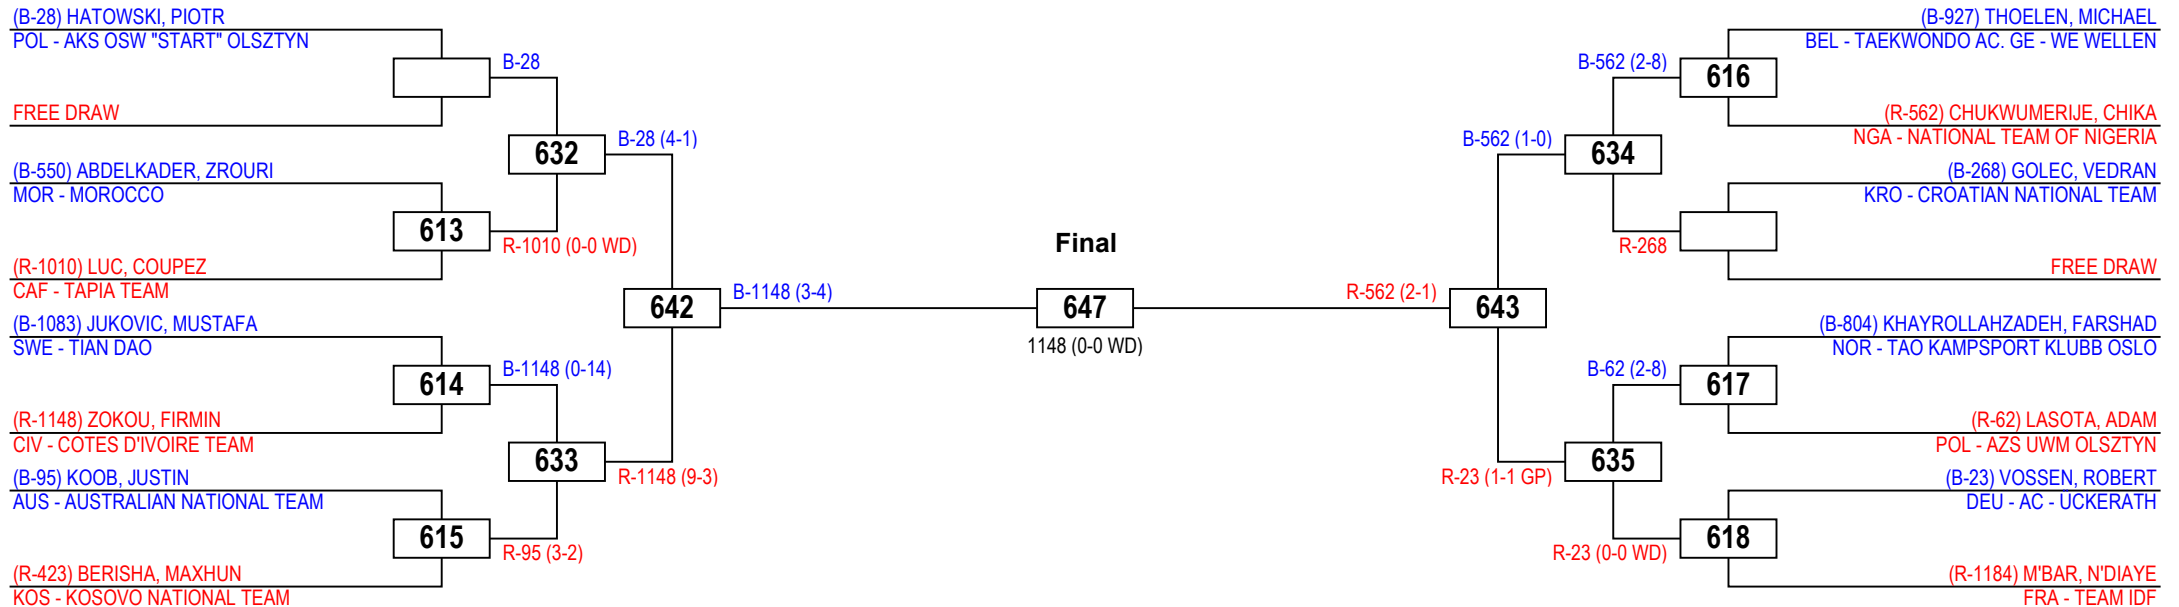 (B-28) HATOWSKI, PIOTR
POL - AKS OSW "START" OLSZTYN
B-28
FREE DRAW
632
B-28 (4-1)
(B-550) ABDELKADER, ZROURI
MOR - MOROCCO
613
R-1010 (0-0 WD)
(R-1010) LUC, COUPEZ
CAF - TAPIA TEAM
642
B-1148 (3-4)
(B-1083) JUKOVIC, MUSTAFA
SWE - TIAN DAO
614
B-1148 (0-14)
(R-1148) ZOKOU, FIRMIN
CIV - COTES D'IVOIRE TEAM
633
R-1148 (9-3)
(B-95) KOOB, JUSTIN
AUS - AUSTRALIAN NATIONAL TEAM
615
R-95 (3-2)
(R-423) BERISHA, MAXHUN
KOS - KOSOVO NATIONAL TEAM
Final
647
1148 (0-0 WD)
(B-927) THOELEN, MICHAEL
BEL - TAEKWONDO AC. GE - WE WELLEN
B-562 (2-8)
616
(R-562) CHUKWUMERIJE, CHIKA
NGA - NATIONAL TEAM OF NIGERIA
B-562 (1-0)
634
(B-268) GOLEC, VEDRAN
KRO - CROATIAN NATIONAL TEAM
R-268
FREE DRAW
R-562 (2-1)
643
(B-804) KHAYROLLAHZADEH, FARSHAD
NOR - TAO KAMPSPORT KLUBB OSLO
B-62 (2-8)
617
(R-62) LASOTA, ADAM
POL - AZS UWM OLSZTYN
R-23 (1-1 GP)
635
(B-23) VOSSEN, ROBERT
DEU - AC - UCKERATH
R-23 (0-0 WD)
618
(R-1184) M'BAR, N'DIAYE
FRA - TEAM IDF